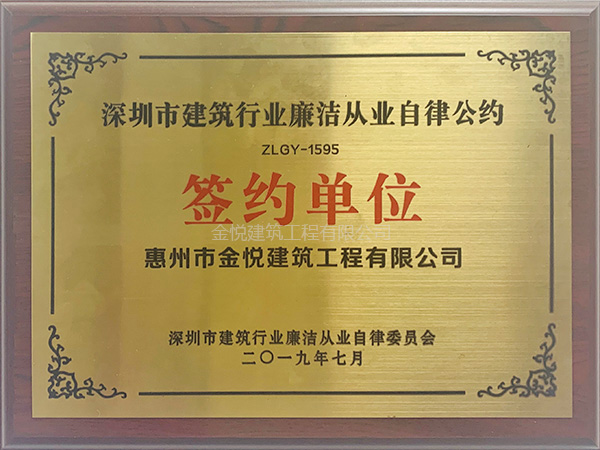 深圳市建筑行业廉洁从业自律公约
ZLGY-1595
签约单位
金悦建筑工程有限公司
惠州市金悦建筑工程有限公司
深圳市建筑行业廉洁从业自律委员会
二〇一九年七月